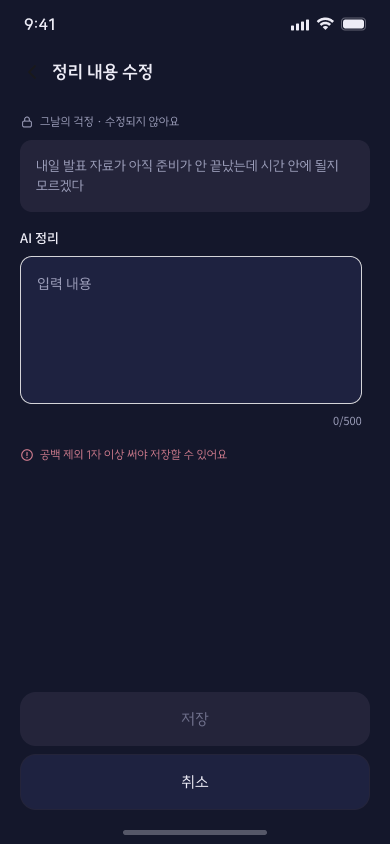 9:41
정리 내용 수정
그날의 걱정 · 수정되지 않아요
내일 발표 자료가 아직 준비가 안 끝났는데 시간 안에 될지
모르겠다
AI 정리
입력 내용
0/500
공백 제외 1자 이상 써야 저장할 수 있어요
저장
취소